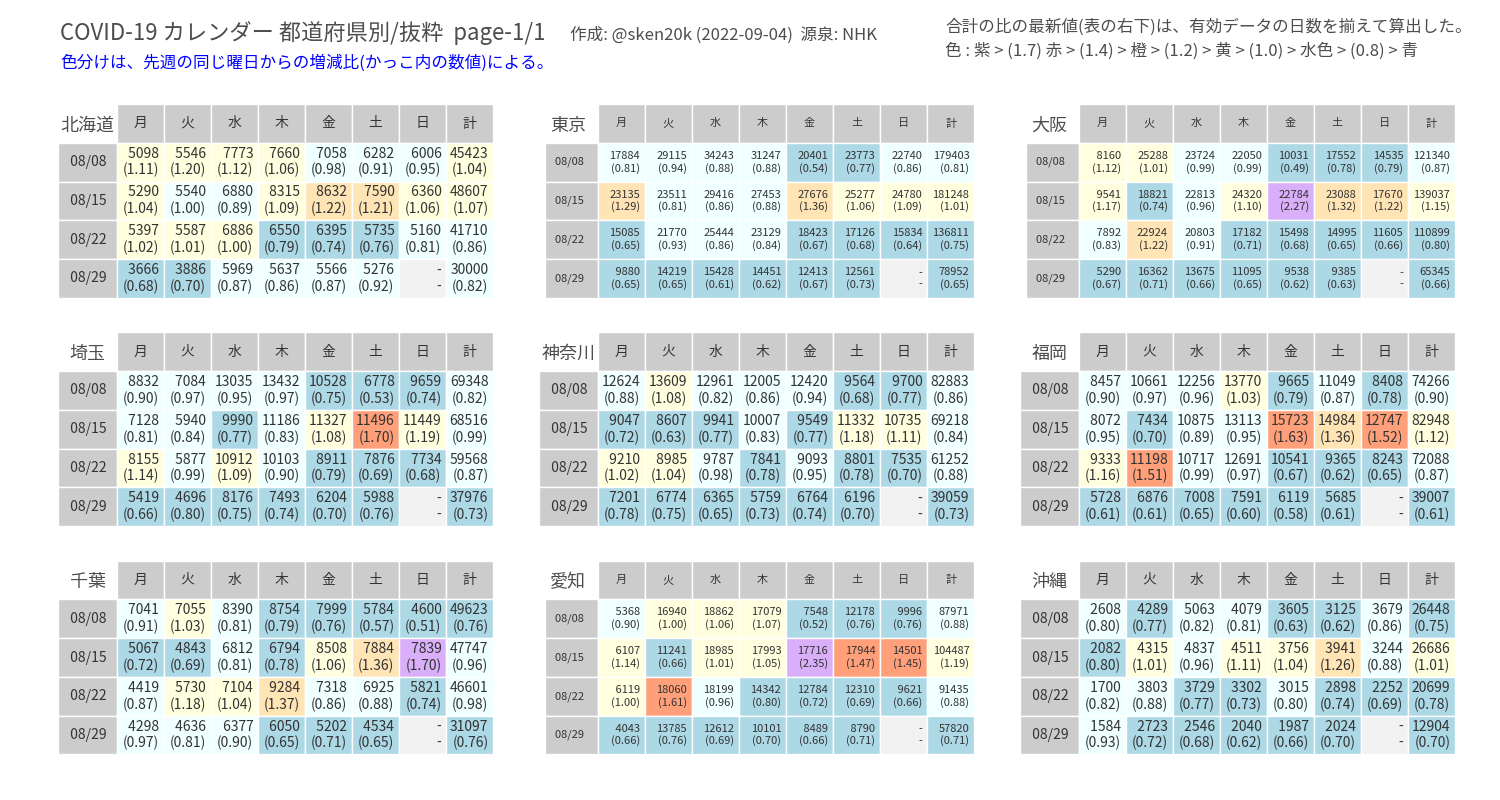 COVID-19 カレンダー 都道府県別/抜粋 page-1/1 作成: @sken20k (2022-09-04) 源泉: NHK
合計の比の最新値(表の右下)は、有効データの日数を揃えて算出した。
色分けは、先週の同じ曜日からの増減比(かっこ内の数値)による。
色 : 紫 > (1.7) 赤 > (1.4) > 橙 > (1.2) > 黄 > (1.0) > 水色 > (0.8) > 青
北海道 月 火 水 木 金 土 日 計
08/08 5098 5546 7773 7660 7058 6282 6006 45423
(1.11) (1.20) (1.12) (1.06) (0.98) (0.91) (0.95) (1.04)
08/15 5290 5540 6880 8315 8632 7590 6360 48607
(1.04) (1.00) (0.89) (1.09) (1.22) (1.21) (1.06) (1.07)
08/22 5397 5587 6886 6550 6395 5735 5160 41710
(1.02) (1.01) (1.00) (0.79) (0.74) (0.76) (0.81) (0.86)
08/29 3666 3886 5969 5637 5566 5276 - 30000
(0.68) (0.70) (0.87) (0.86) (0.87) (0.92) - (0.82)
東京 月 火 水 木 金 土 日 計
08/08 17884 29115 34243 31247 20401 23773 22740 179403
(0.81) (0.94) (0.88) (0.88) (0.54) (0.77) (0.86) (0.81)
08/15 23135 23511 29416 27453 27676 25277 24780 181248
(1.29) (0.81) (0.86) (0.88) (1.36) (1.06) (1.09) (1.01)
08/22 15085 21770 25444 23129 18423 17126 15834 136811
(0.65) (0.93) (0.86) (0.84) (0.67) (0.68) (0.64) (0.75)
08/29 9880 14219 15428 14451 12413 12561 - 78952
(0.65) (0.65) (0.61) (0.62) (0.67) (0.73) - (0.65)
大阪 月 火 水 木 金 土 日 計
08/08 8160 25288 23724 22050 10031 17552 14535 121340
(1.12) (1.01) (0.99) (0.99) (0.49) (0.78) (0.79) (0.87)
08/15 9541 18821 22813 24320 22784 23088 17670 139037
(1.17) (0.74) (0.96) (1.10) (2.27) (1.32) (1.22) (1.15)
08/22 7892 22924 20803 17182 15498 14995 11605 110899
(0.83) (1.22) (0.91) (0.71) (0.68) (0.65) (0.66) (0.80)
08/29 5290 16362 13675 11095 9538 9385 - 65345
(0.67) (0.71) (0.66) (0.65) (0.62) (0.63) - (0.66)
埼玉 月 火 水 木 金 土 日 計
08/08 8832 7084 13035 13432 10528 6778 9659 69348
(0.90) (0.97) (0.95) (0.97) (0.75) (0.53) (0.74) (0.82)
08/15 7128 5940 9990 11186 11327 11496 11449 68516
(0.81) (0.84) (0.77) (0.83) (1.08) (1.70) (1.19) (0.99)
08/22 8155 5877 10912 10103 8911 7876 7734 59568
(1.14) (0.99) (1.09) (0.90) (0.79) (0.69) (0.68) (0.87)
08/29 5419 4696 8176 7493 6204 5988 - 37976
(0.66) (0.80) (0.75) (0.74) (0.70) (0.76) - (0.73)
神奈川 月 火 水 木 金 土 日 計
08/08 12624 13609 12961 12005 12420 9564 9700 82883
(0.88) (1.08) (0.82) (0.86) (0.94) (0.68) (0.77) (0.86)
08/15 9047 8607 9941 10007 9549 11332 10735 69218
(0.72) (0.63) (0.77) (0.83) (0.77) (1.18) (1.11) (0.84)
08/22 9210 8985 9787 7841 9093 8801 7535 61252
(1.02) (1.04) (0.98) (0.78) (0.95) (0.78) (0.70) (0.88)
08/29 7201 6774 6365 5759 6764 6196 - 39059
(0.78) (0.75) (0.65) (0.73) (0.74) (0.70) - (0.73)
福岡 月 火 水 木 金 土 日 計
08/08 8457 10661 12256 13770 9665 11049 8408 74266
(0.90) (0.97) (0.96) (1.03) (0.79) (0.87) (0.78) (0.90)
08/15 8072 7434 10875 13113 15723 14984 12747 82948
(0.95) (0.70) (0.89) (0.95) (1.63) (1.36) (1.52) (1.12)
08/22 9333 11198 10717 12691 10541 9365 8243 72088
(1.16) (1.51) (0.99) (0.97) (0.67) (0.62) (0.65) (0.87)
08/29 5728 6876 7008 7591 6119 5685 - 39007
(0.61) (0.61) (0.65) (0.60) (0.58) (0.61) - (0.61)
千葉 月 火 水 木 金 土 日 計
08/08 7041 7055 8390 8754 7999 5784 4600 49623
(0.91) (1.03) (0.81) (0.79) (0.76) (0.57) (0.51) (0.76)
08/15 5067 4843 6812 6794 8508 7884 7839 47747
(0.72) (0.69) (0.81) (0.78) (1.06) (1.36) (1.70) (0.96)
08/22 4419 5730 7104 9284 7318 6925 5821 46601
(0.87) (1.18) (1.04) (1.37) (0.86) (0.88) (0.74) (0.98)
08/29 4298 4636 6377 6050 5202 4534 - 31097
(0.97) (0.81) (0.90) (0.65) (0.71) (0.65) - (0.76)
愛知 月 火 水 木 金 土 日 計
08/08 5368 16940 18862 17079 7548 12178 9996 87971
(0.90) (1.00) (1.06) (1.07) (0.52) (0.76) (0.76) (0.88)
08/15 6107 11241 18985 17993 17716 17944 14501 104487
(1.14) (0.66) (1.01) (1.05) (2.35) (1.47) (1.45) (1.19)
08/22 6119 18060 18199 14342 12784 12310 9621 91435
(1.00) (1.61) (0.96) (0.80) (0.72) (0.69) (0.66) (0.88)
08/29 4043 13785 12612 10101 8489 8790 - 57820
(0.66) (0.76) (0.69) (0.70) (0.66) (0.71) - (0.71)
沖縄 月 火 水 木 金 土 日 計
08/08 2608 4289 5063 4079 3605 3125 3679 26448
(0.80) (0.77) (0.82) (0.81) (0.63) (0.62) (0.86) (0.75)
08/15 2082 4315 4837 4511 3756 3941 3244 26686
(0.80) (1.01) (0.96) (1.11) (1.04) (1.26) (0.88) (1.01)
08/22 1700 3803 3729 3302 3015 2898 2252 20699
(0.82) (0.88) (0.77) (0.73) (0.80) (0.74) (0.69) (0.78)
08/29 1584 2723 2546 2040 1987 2024 - 12904
(0.93) (0.72) (0.68) (0.62) (0.66) (0.70) - (0.70)